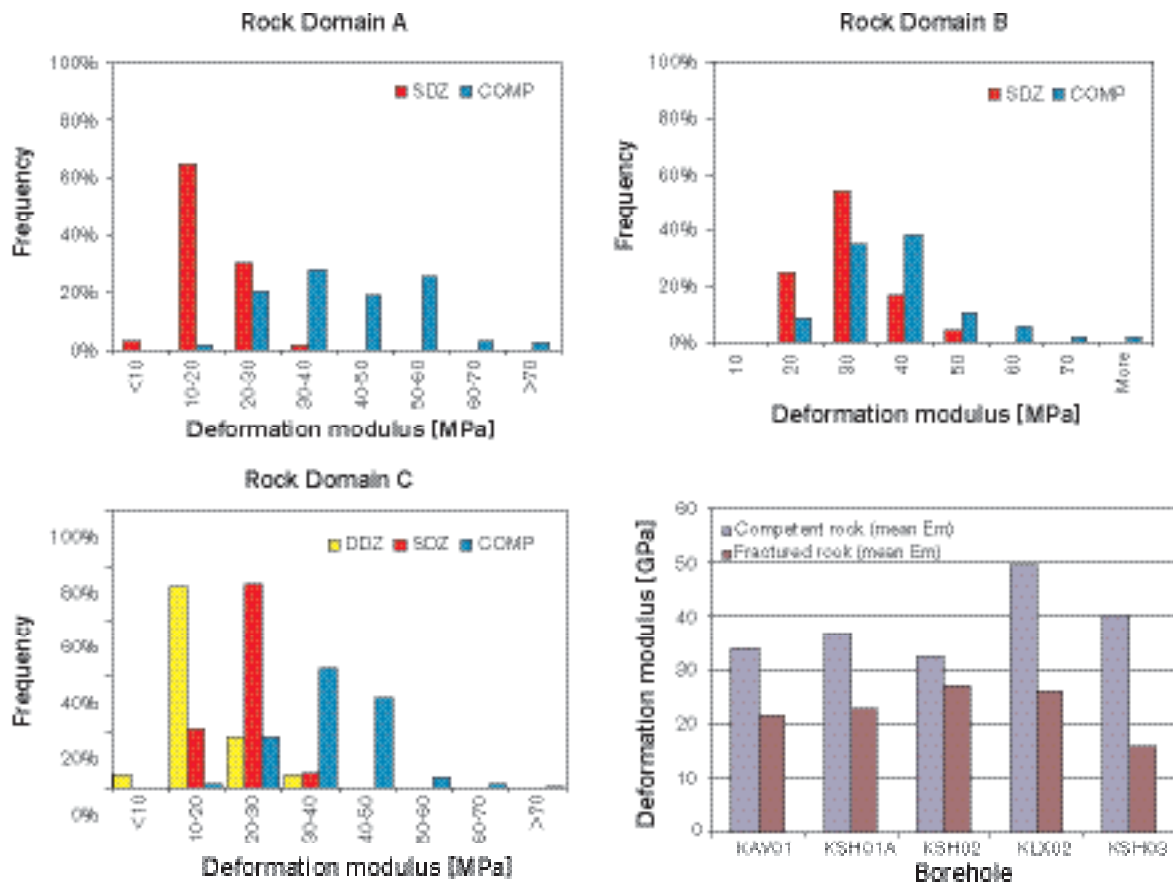 Rock Domain A
100%
80%
60%
40%
20%
0%
Frequency
SDZ COMP
<10 10-20 20-30 30-40 40-50 50-60 60-70 >70
Deformation modulus [MPa]
Rock Domain B
100%
80%
60%
40%
20%
0%
Frequency
SDZ COMP
10 20 30 40 50 60 70 More
Deformation modulus [MPa]
Rock Domain C
100%
80%
60%
40%
20%
0%
Frequency
DDZ SDZ COMP
<10 10-20 20-30 30-40 40-50 50-60 60-70 >70
Deformation modulus [MPa]
60
50
40
30
20
10
0
Deformation modulus [GPa]
Competent rock (mean Em)
Fractured rock (mean Em)
KAV01 KSH01A KSH02 KLX02 KSH03
Borehole